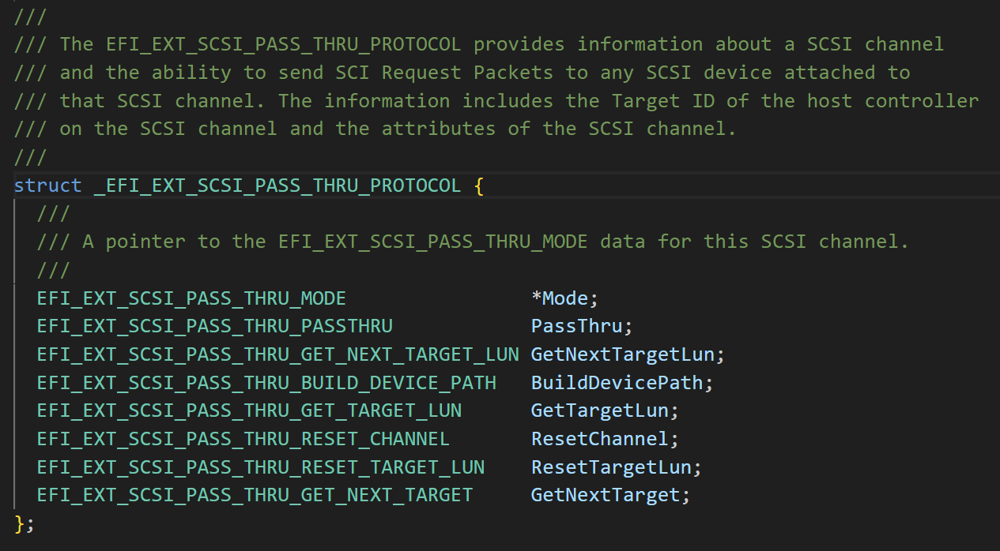 ///
/// The EFI_EXT_SCSI_PASS_THRU_PROTOCOL provides information about a SCSI channel
/// and the ability to send SCI Request Packets to any SCSI device attached to
/// that SCSI channel. The information includes the Target ID of the host controller
/// on the SCSI channel and the attributes of the SCSI channel.
///
struct _EFI_EXT_SCSI_PASS_THRU_PROTOCOL {
  ///
  /// A pointer to the EFI_EXT_SCSI_PASS_THRU_MODE data for this SCSI channel.
  ///
  EFI_EXT_SCSI_PASS_THRU_MODE                *Mode;
  EFI_EXT_SCSI_PASS_THRU_PASSTHRU            PassThru;
  EFI_EXT_SCSI_PASS_THRU_GET_NEXT_TARGET_LUN GetNextTargetLun;
  EFI_EXT_SCSI_PASS_THRU_BUILD_DEVICE_PATH   BuildDevicePath;
  EFI_EXT_SCSI_PASS_THRU_GET_TARGET_LUN      GetTargetLun;
  EFI_EXT_SCSI_PASS_THRU_RESET_CHANNEL       ResetChannel;
  EFI_EXT_SCSI_PASS_THRU_RESET_TARGET_LUN    ResetTargetLun;
  EFI_EXT_SCSI_PASS_THRU_GET_NEXT_TARGET     GetNextTarget;
};